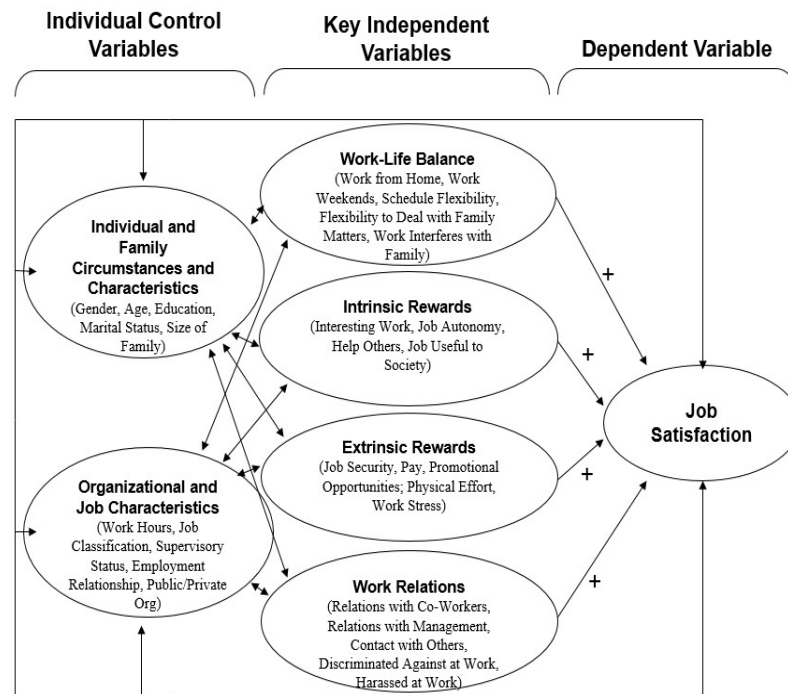 Individual Control
Variables
Key Independent
Variables
Dependent Variable
Work-Life Balance
(Work from Home, Work
Weekends, Schedule Flexibility,
Flexibility to Deal with Family
Matters, Work Interferes with
Family)
Individual and
Family
Circumstances and
Characteristics
(Gender, Age, Education,
Marital Status, Size of
Family)
Intrinsic Rewards
(Interesting Work, Job Autonomy,
Help Others, Job Useful to
Society)
Extrinsic Rewards
(Job Security, Pay, Promotional
Opportunities; Physical Effort,
Work Stress)
Organizational and
Job Characteristics
(Work Hours, Job
Classification, Supervisory
Status, Employment
Relationship, Public/Private
Org)
Work Relations
(Relations with Co-Workers,
Relations with Management,
Contact with Others,
Discriminated Against at Work,
Harassed at Work)
+
+
+
+
Job
Satisfaction